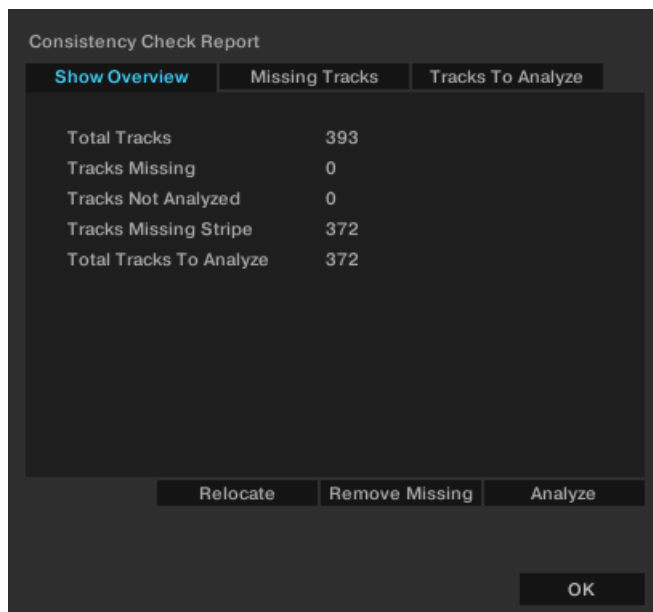 Consistency Check Report
Show Overview Missing Tracks Tracks To Analyze
Total Tracks 393
Tracks Missing 0
Tracks Not Analyzed 0
Tracks Missing Stripe 372
Total Tracks To Analyze 372
Relocate Remove Missing Analyze
OK